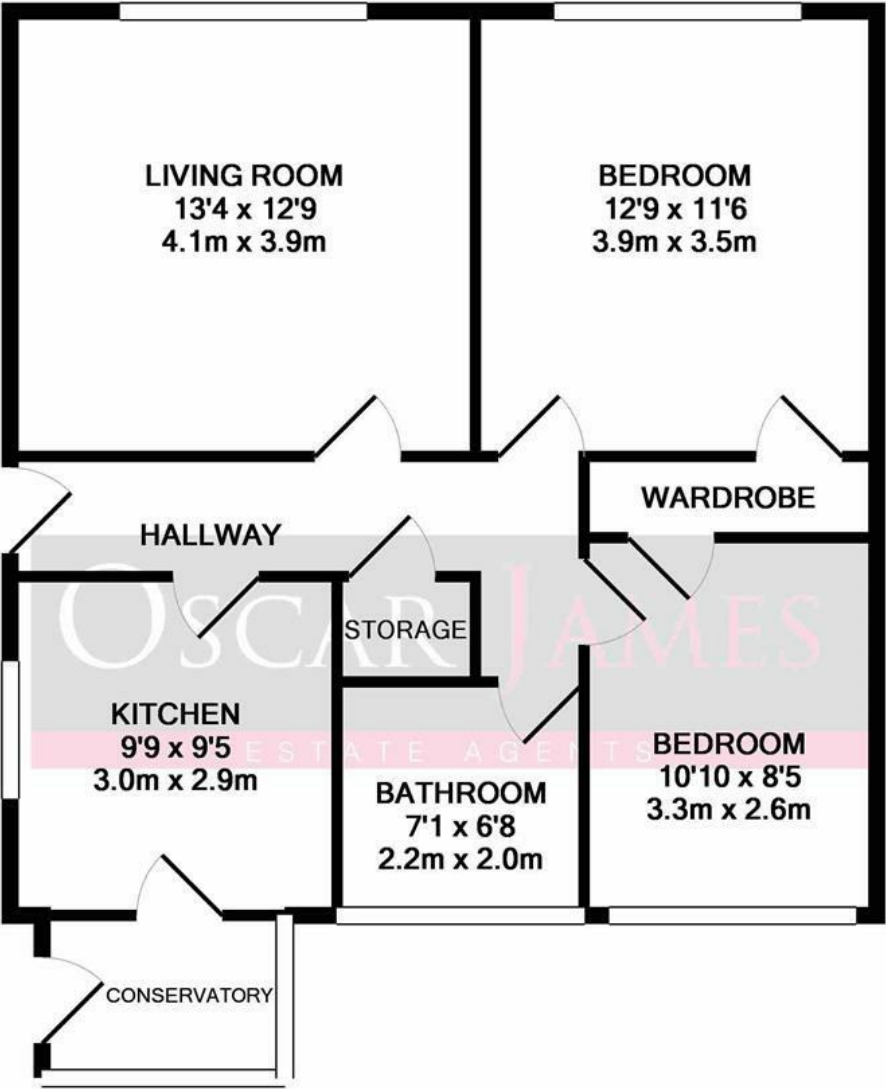 LIVING ROOM
13'4 x 12'9
4.1m x 3.9m
BEDROOM
12'9 x 11'6
3.9m x 3.5m
WARDROBE
HALLWAY
STORAGE
OSCAR JAMES
ESTATE AGENTS
KITCHEN
9'9 x 9'5
3.0m x 2.9m
BATHROOM
7'1 x 6'8
2.2m x 2.0m
BEDROOM
10'10 x 8'5
3.3m x 2.6m
CONSERVATORY